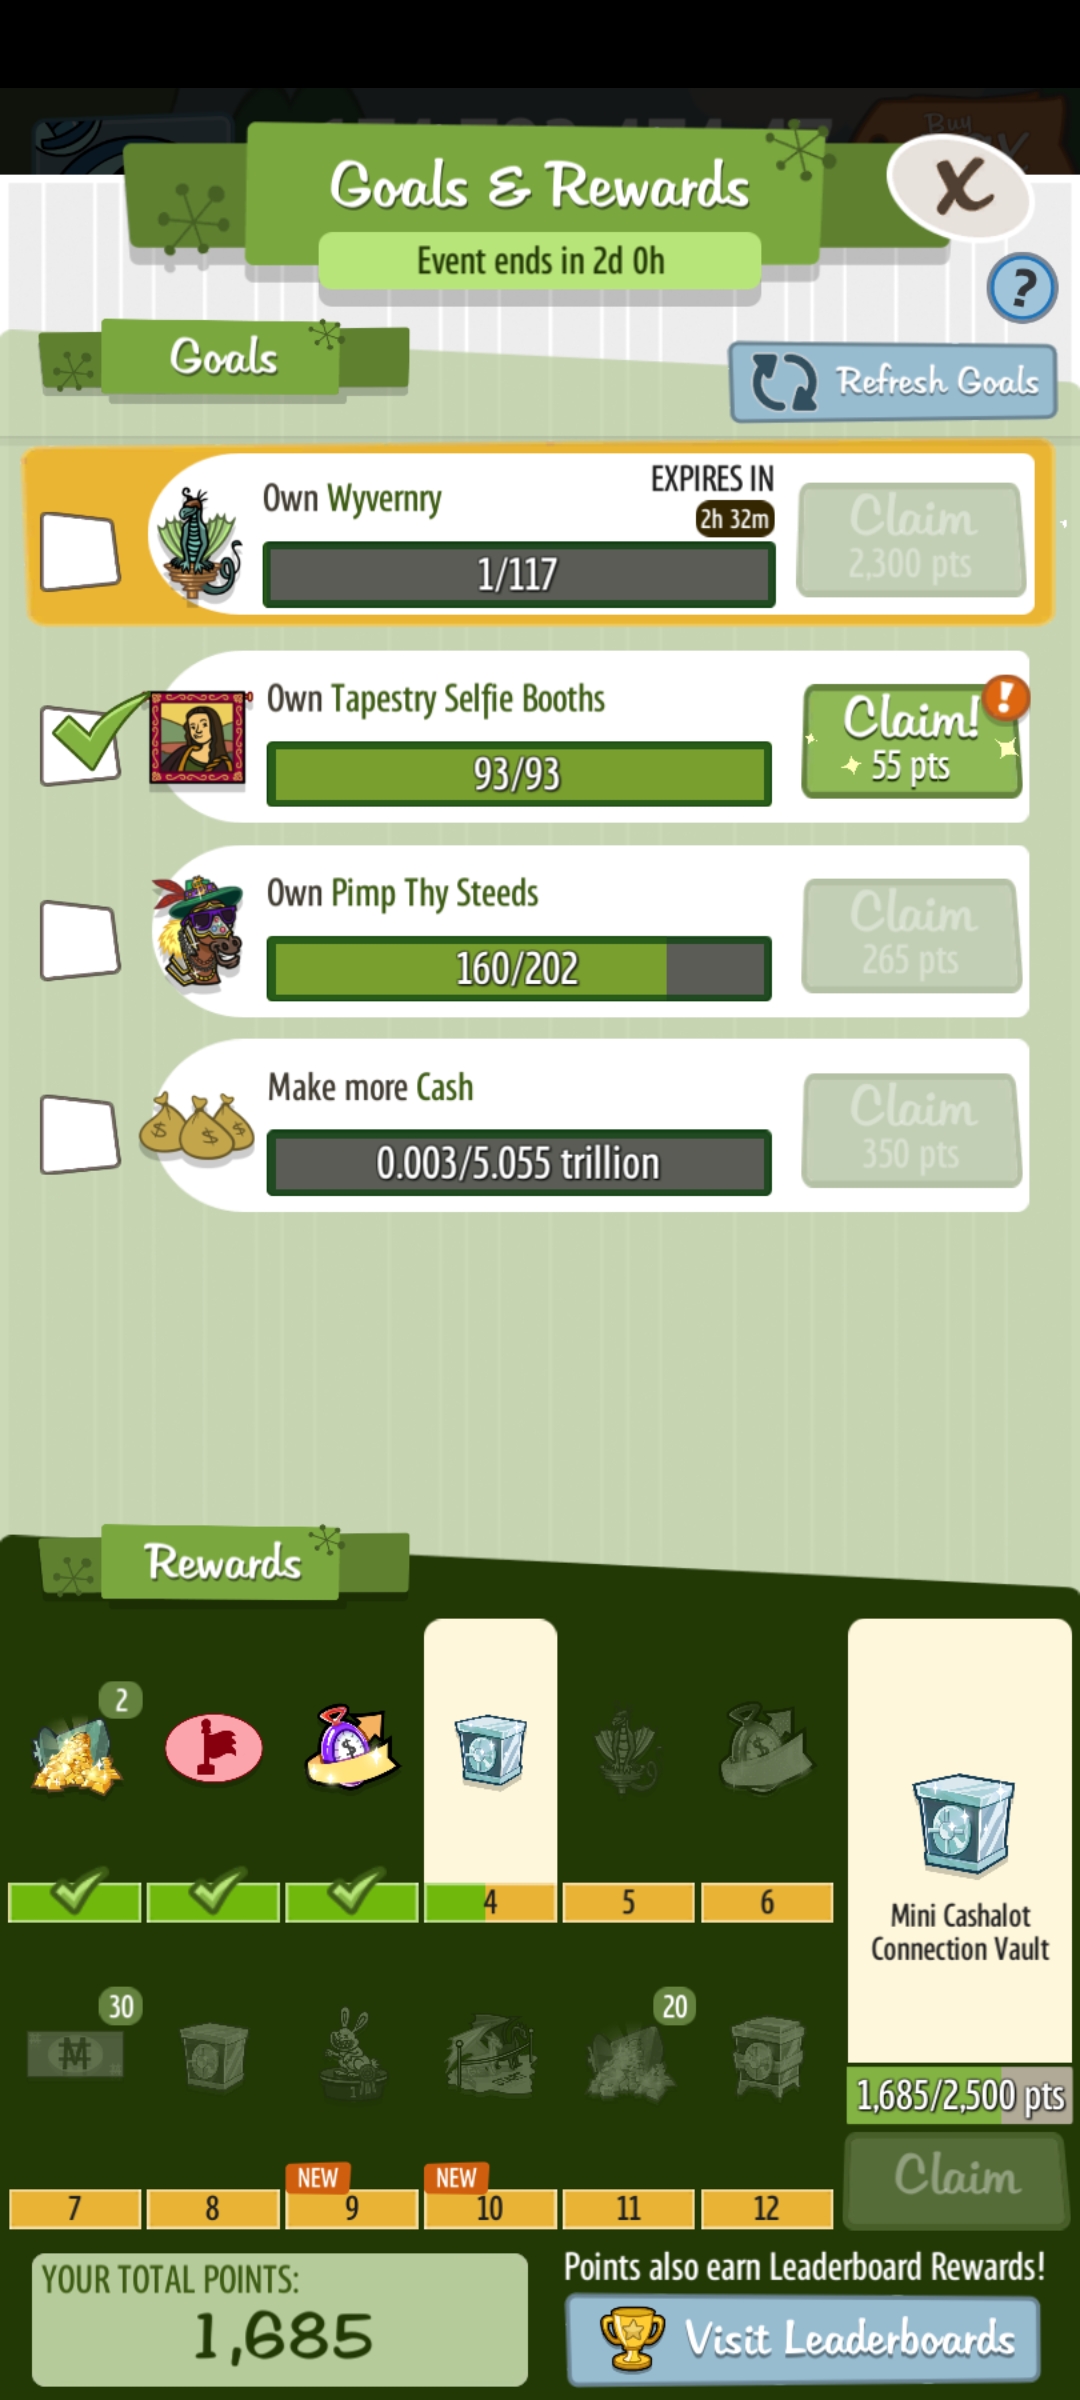 Buy
Goals & Rewards
X
Event ends in 2d 0h
?
Goals
Refresh Goals
Own Wyvernry
EXPIRES IN
2h 32m
1/117
Claim
2,300 pts
Own Tapestry Selfie Booths
93/93
Claim!
!
55 pts
Own Pimp Thy Steeds
160/202
Claim
265 pts
Make more Cash
0.003/5.055 trillion
Claim
350 pts
Rewards
2
4
5
6
Mini Cashalot
Connection Vault
30
20
1,685/2,500 pts
NEW
NEW
7
8
9
10
11
12
Claim
YOUR TOTAL POINTS:
1,685
Points also earn Leaderboard Rewards!
Visit Leaderboards